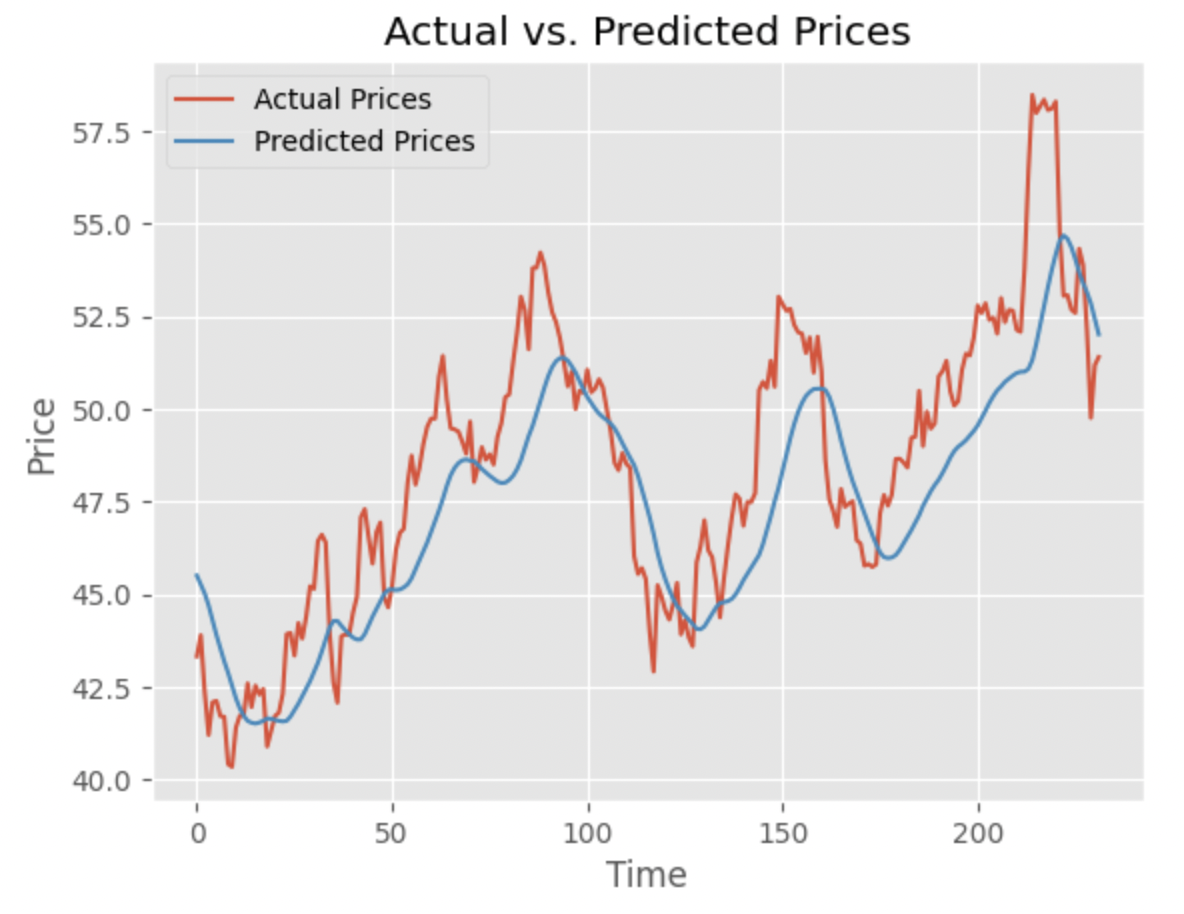 Actual vs. Predicted Prices
Actual Prices
Predicted Prices
57.5
55.0
52.5
50.0
47.5
45.0
42.5
40.0
Price
0 50 100 150 200
Time